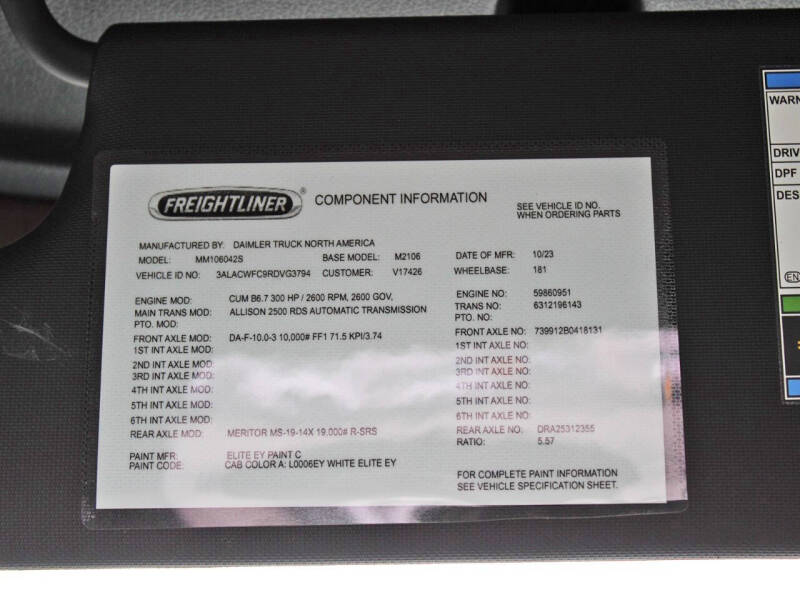 FREIGHTLINER® COMPONENT INFORMATION
SEE VEHICLE ID NO.
WHEN ORDERING PARTS
MANUFACTURED BY: DAIMLER TRUCK NORTH AMERICA
MODEL: MM106042S BASE MODEL: M2106 DATE OF MFR: 10/23
VEHICLE ID NO: 3ALACWFC9RDVG3794 CUSTOMER: V17426 WHEELBASE: 181
ENGINE MOD: CUM B6.7 300 HP / 2600 RPM, 2600 GOV, ENGINE NO: 59860951
MAIN TRANS MOD: ALLISON 2500 RDS AUTOMATIC TRANSMISSION TRANS NO: 6312196143
PTO. MOD: PTO. NO:
FRONT AXLE MOD: DA-F-10.0-3 10,000# FF1 71.5 KPI/3.74 FRONT AXLE NO: 739912B0418131
1ST INT AXLE MOD: 1ST INT AXLE NO:
2ND INT AXLE MOD: 2ND INT AXLE NO:
3RD INT AXLE MOD: 3RD INT AXLE NO:
4TH INT AXLE MOD: 4TH INT AXLE NO:
5TH INT AXLE MOD: 5TH INT AXLE NO:
6TH INT AXLE MOD: 6TH INT AXLE NO:
REAR AXLE MOD: MERITOR MS-19-14X 19,000# R-SRS REAR AXLE NO: DRA25312355
RATIO: 5.57
PAINT MFR: ELITE EY PAINT C
PAINT CODE: CAB COLOR A: L0006EY WHITE ELITE EY
FOR COMPLETE PAINT INFORMATION
SEE VEHICLE SPECIFICATION SHEET.
WARN
DRIV
DPF
DES
EN